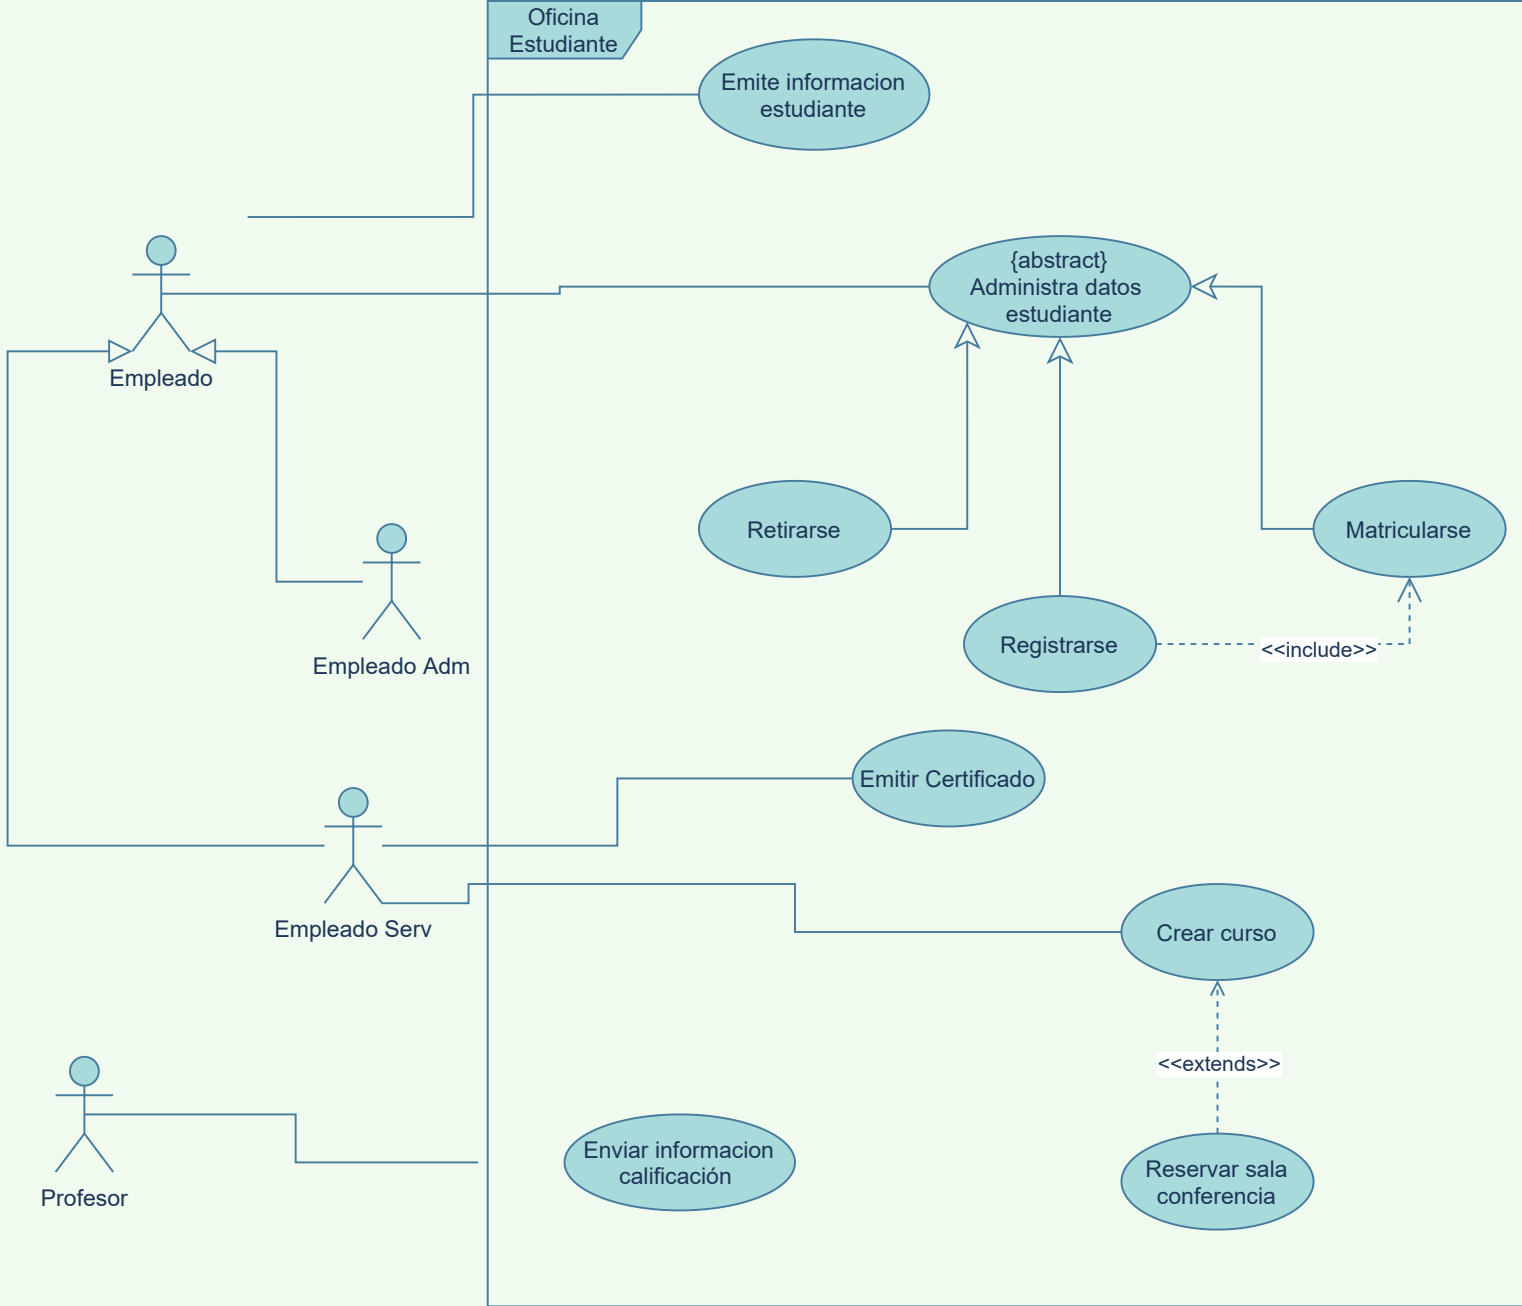 Oficina
Estudiante
Emite informacion
estudiante
{abstract}
Administra datos
estudiante
Empleado
Retirarse
Matricularse
Registrarse
<<include>>
Empleado Adm
Emitir Certificado
Empleado Serv
Crear curso
<<extends>>
Enviar informacion
calificación
Reservar sala
conferencia
Profesor